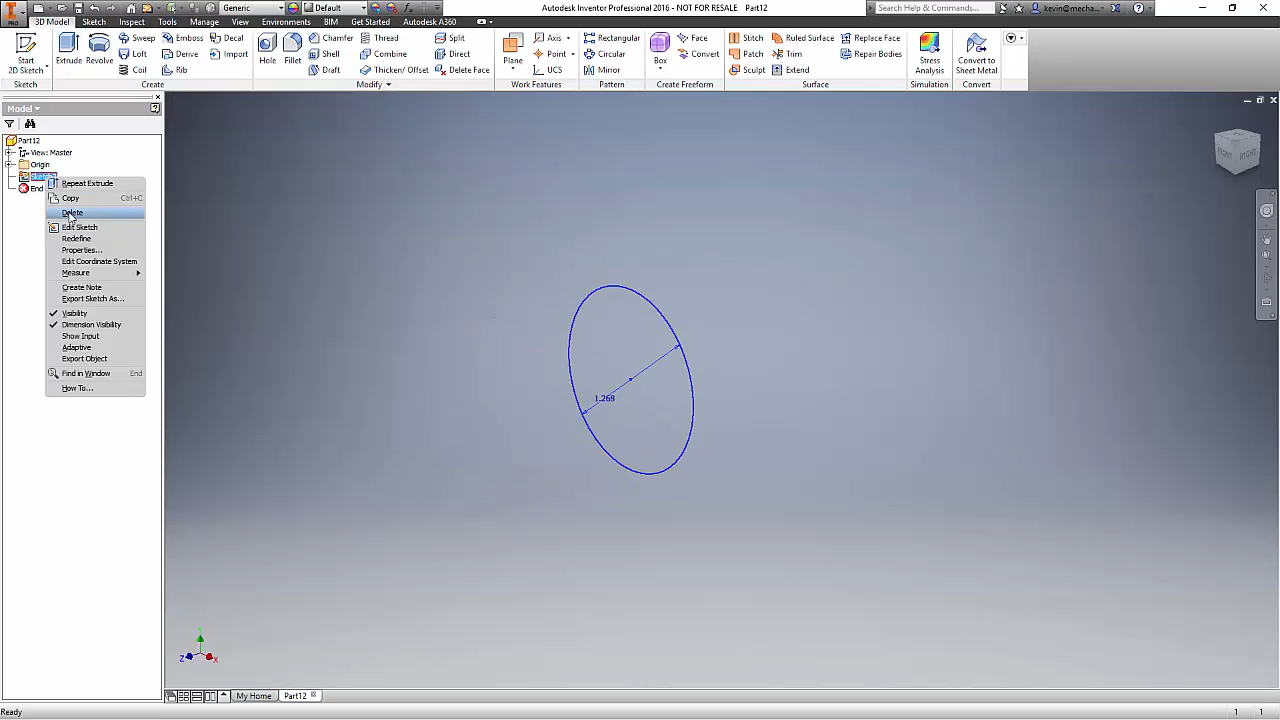 Generic
Default
Autodesk Inventor Professional 2016 - NOT FOR RESALE Part12
Search Help & Commands...
kevin@mecha...
PRO
3D Model
Sketch
Inspect
Tools
Manage
View
Environments
BIM
Get Started
Autodesk A360
Start
2D Sketch
Extrude
Revolve
Sweep
Loft
Coil
Emboss
Derive
Rib
Decal
Import
Hole
Fillet
Chamfer
Shell
Draft
Thread
Combine
Thicken/ Offset
Split
Direct
Delete Face
Plane
Axis
Point
UCS
Rectangular
Circular
Mirror
Box
Face
Convert
Stitch
Patch
Sculpt
Ruled Surface
Trim
Extend
Replace Face
Repair Bodies
Stress
Analysis
Convert to
Sheet Metal
Sketch
Create
Modify
Work Features
Pattern
Create Freeform
Surface
Simulation
Convert
Model
Part12
View: Master
Origin
End
Repeat Extrude
Copy Ctrl+C
Delete
Edit Sketch
Redefine
Properties...
Edit Coordinate System
Measure
Create Note
Export Sketch As...
Visibility
Dimension Visibility
Show Input
Adaptive
Export Object
Find in Window End
How To...
1.268
FRONT
RIGHT
Y
Z
X
My Home
Part12
Ready
1
1